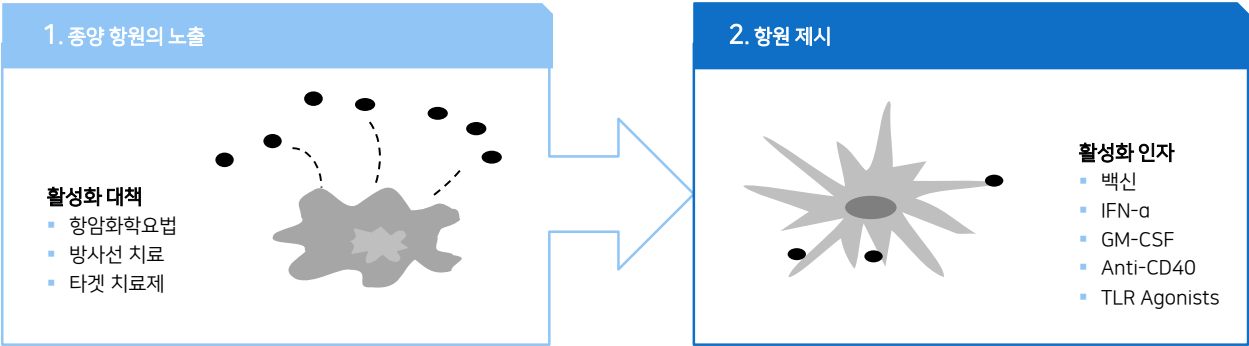 1. 종양 항원의 노출
활성화 대책
▪ 항암화학요법
▪ 방사선 치료
▪ 타겟 치료제
2. 항원 제시
활성화 인자
▪ 백신
▪ IFN-α
▪ GM-CSF
▪ Anti-CD40
▪ TLR Agonists